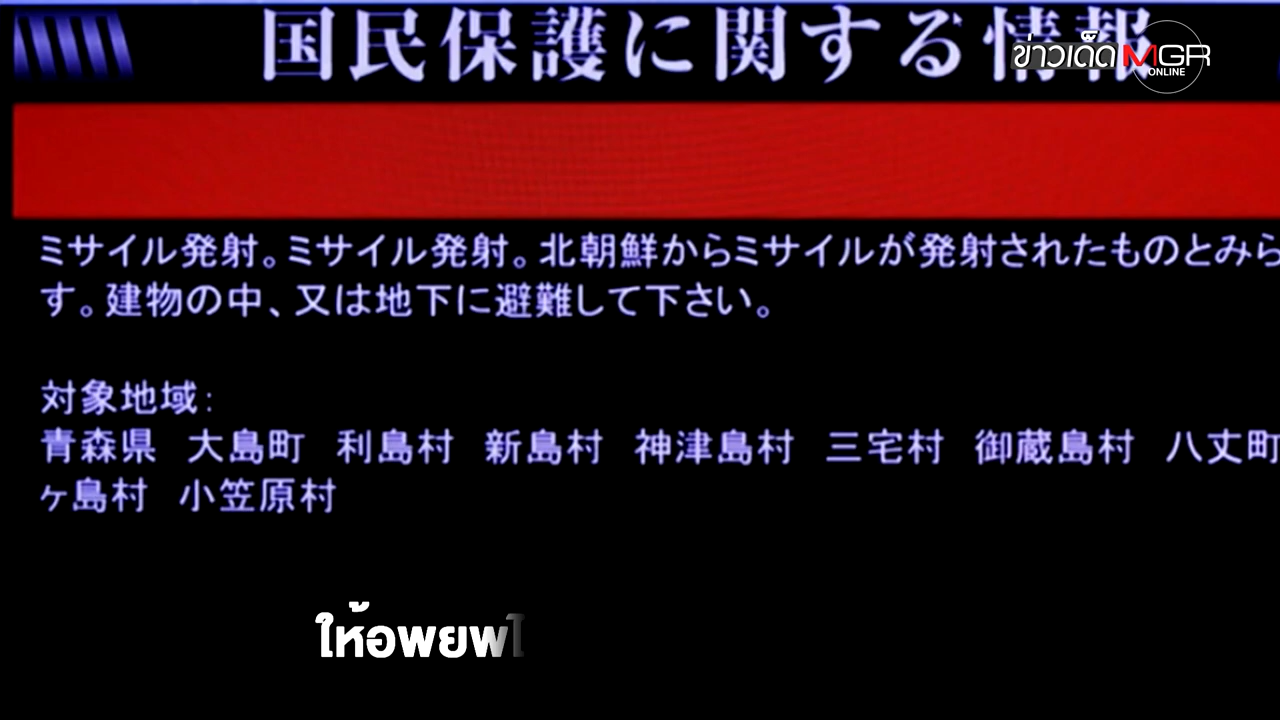 国民保護に関する情報
ข่าวเด็ด MGR ONLINE
ミサイル発射。ミサイル発射。北朝鮮からミサイルが発射されたものとみら
す。建物の中、又は地下に避難して下さい。
対象地域:
青森県 大島町 利島村 新島村 神津島村 三宅村 御蔵島村 八丈町
ヶ島村 小笠原村
ให้อพยพ